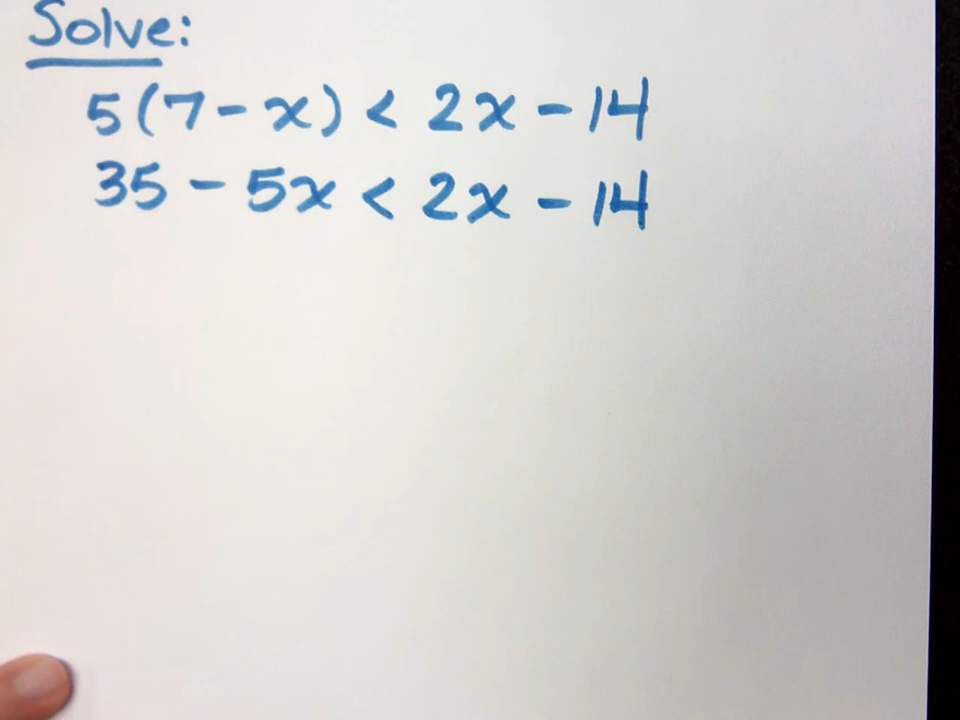 Solve:
5(7 - x) < 2x - 14
35 - 5x < 2x - 14